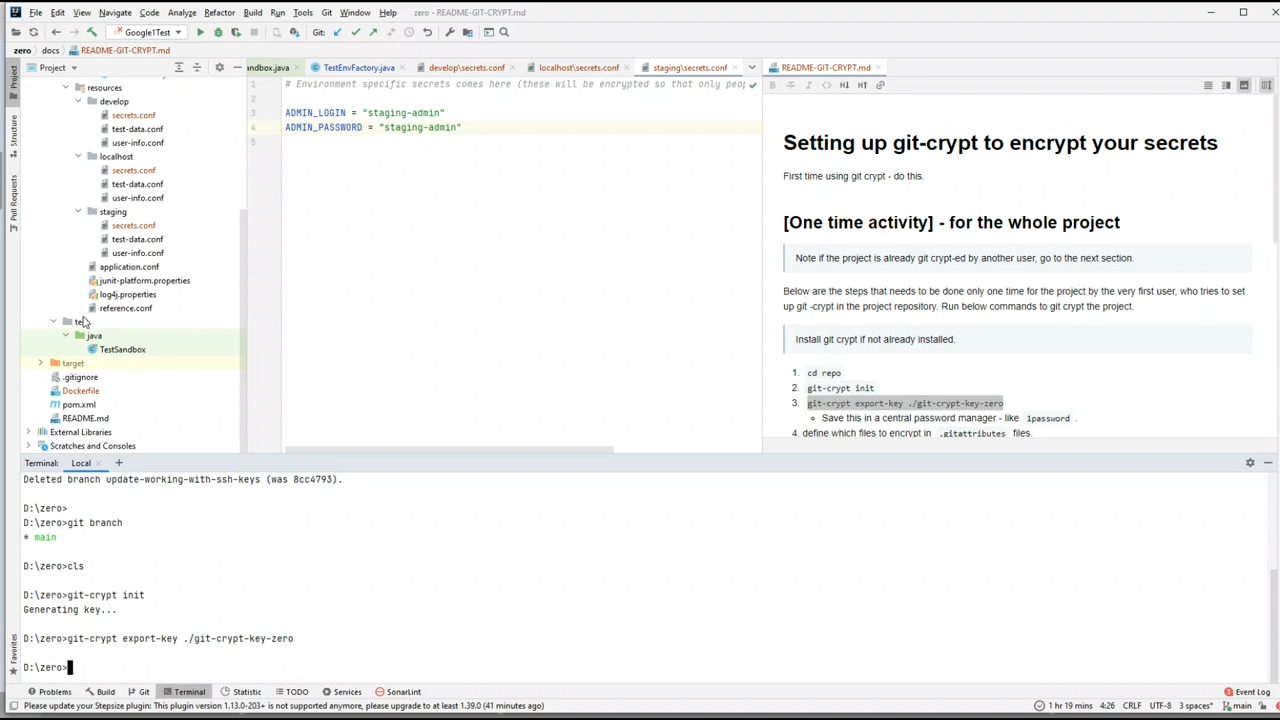 File Edit View Navigate Code Analyze Refactor Build Run Tools Git Window Help zero - README-GIT-CRYPT.md
Google1Test Git:
zero docs README-GIT-CRYPT.md
Project
ndbox.java TestEnvFactory.java develop\secrets.conf localhost\secrets.conf staging\secrets.conf README-GIT-CRYPT.md
Project
Structure
Pull Requests
Favorites
resources
develop
secrets.conf
test-data.conf
user-info.conf
localhost
secrets.conf
test-data.conf
user-info.conf
staging
secrets.conf
test-data.conf
user-info.conf
application.conf
junit-platform.properties
log4j.properties
reference.conf
te
java
TestSandbox
target
.gitignore
Dockerfile
pom.xml
README.md
External Libraries
Scratches and Consoles
1 # Environment specific secrets comes here (these will be encrypted so that only peo
2
3 ADMIN_LOGIN = "staging-admin"
4 ADMIN_PASSWORD = "staging-admin"
5
B I <> H↓ H↑
Setting up git-crypt to encrypt your secrets
First time using git crypt - do this.
[One time activity] - for the whole project
Note if the project is already git crypt-ed by another user, go to the next section.
Below are the steps that needs to be done only one time for the project by the very first user, who tries to set
up git -crypt in the project repository. Run below commands to git crypt the project.
Install git crypt if not already installed.
1. cd repo
2. git-crypt init
3. git-crypt export-key ./git-crypt-key-zero
Save this in a central password manager - like 1password .
4. define which files to encrypt in .gitattributes files.
Terminal: Local +
Deleted branch update-working-with-ssh-keys (was 8cc4793).
D:\zero>
D:\zero>git branch
* main
D:\zero>cls
D:\zero>git-crypt init
Generating key...
D:\zero>git-crypt export-key ./git-crypt-key-zero
D:\zero>
Problems Build Git Terminal Statistic TODO Services SonarLint Event Log
Please update your Stepsize plugin: This plugin version 1.13.0-203+ is not supported anymore, please upgrade to at least 1.39.0 (41 minutes ago) 1 hr 19 mins 4:26 CRLF UTF-8 3 spaces* main